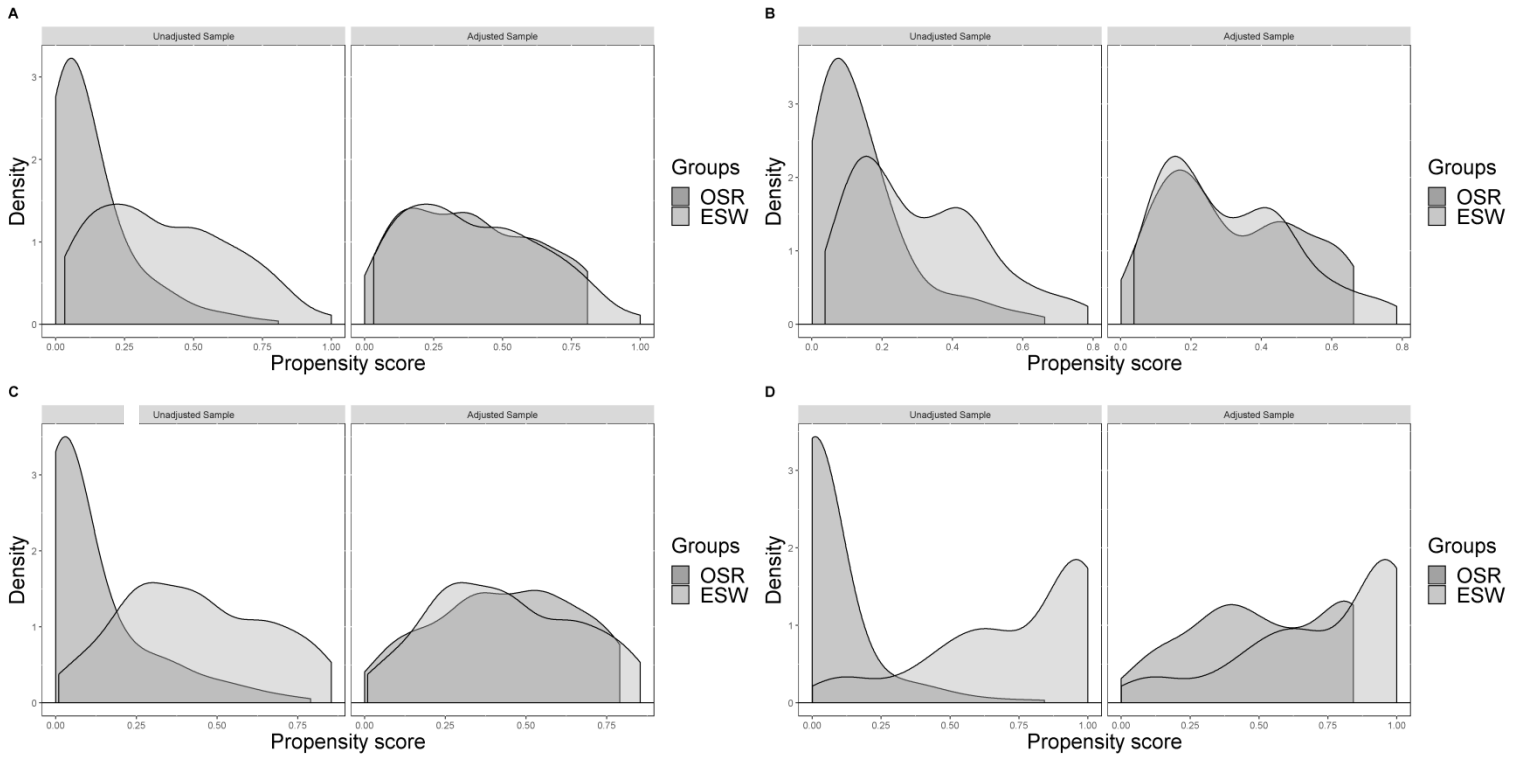 A
Unadjusted Sample
Adjusted Sample
Density
0
1
2
3
0.00
0.25
0.50
0.75
1.00
0.00
0.25
0.50
0.75
1.00
Propensity score
Groups
OSR
ESW
B
Unadjusted Sample
Adjusted Sample
Density
0
1
2
3
0.0
0.2
0.4
0.6
0.8
0.0
0.2
0.4
0.6
0.8
Propensity score
Groups
OSR
ESW
C
Unadjusted Sample
Adjusted Sample
Density
0
1
2
3
0.00
0.25
0.50
0.75
0.00
0.25
0.50
0.75
Propensity score
Groups
OSR
ESW
D
Unadjusted Sample
Adjusted Sample
Density
0
1
2
3
0.00
0.25
0.50
0.75
1.00
0.00
0.25
0.50
0.75
1.00
Propensity score
Groups
OSR
ESW